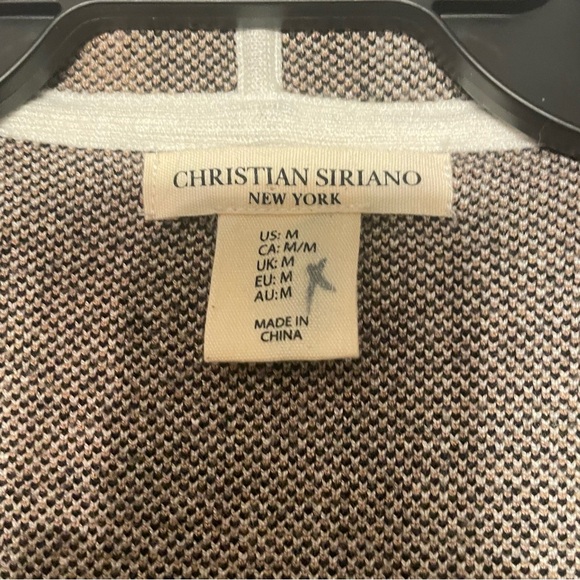 CHRISTIAN SIRIANO
NEW YORK
US: M
CA: M/M
UK: M
EU: M
AU: M
MADE IN
CHINA